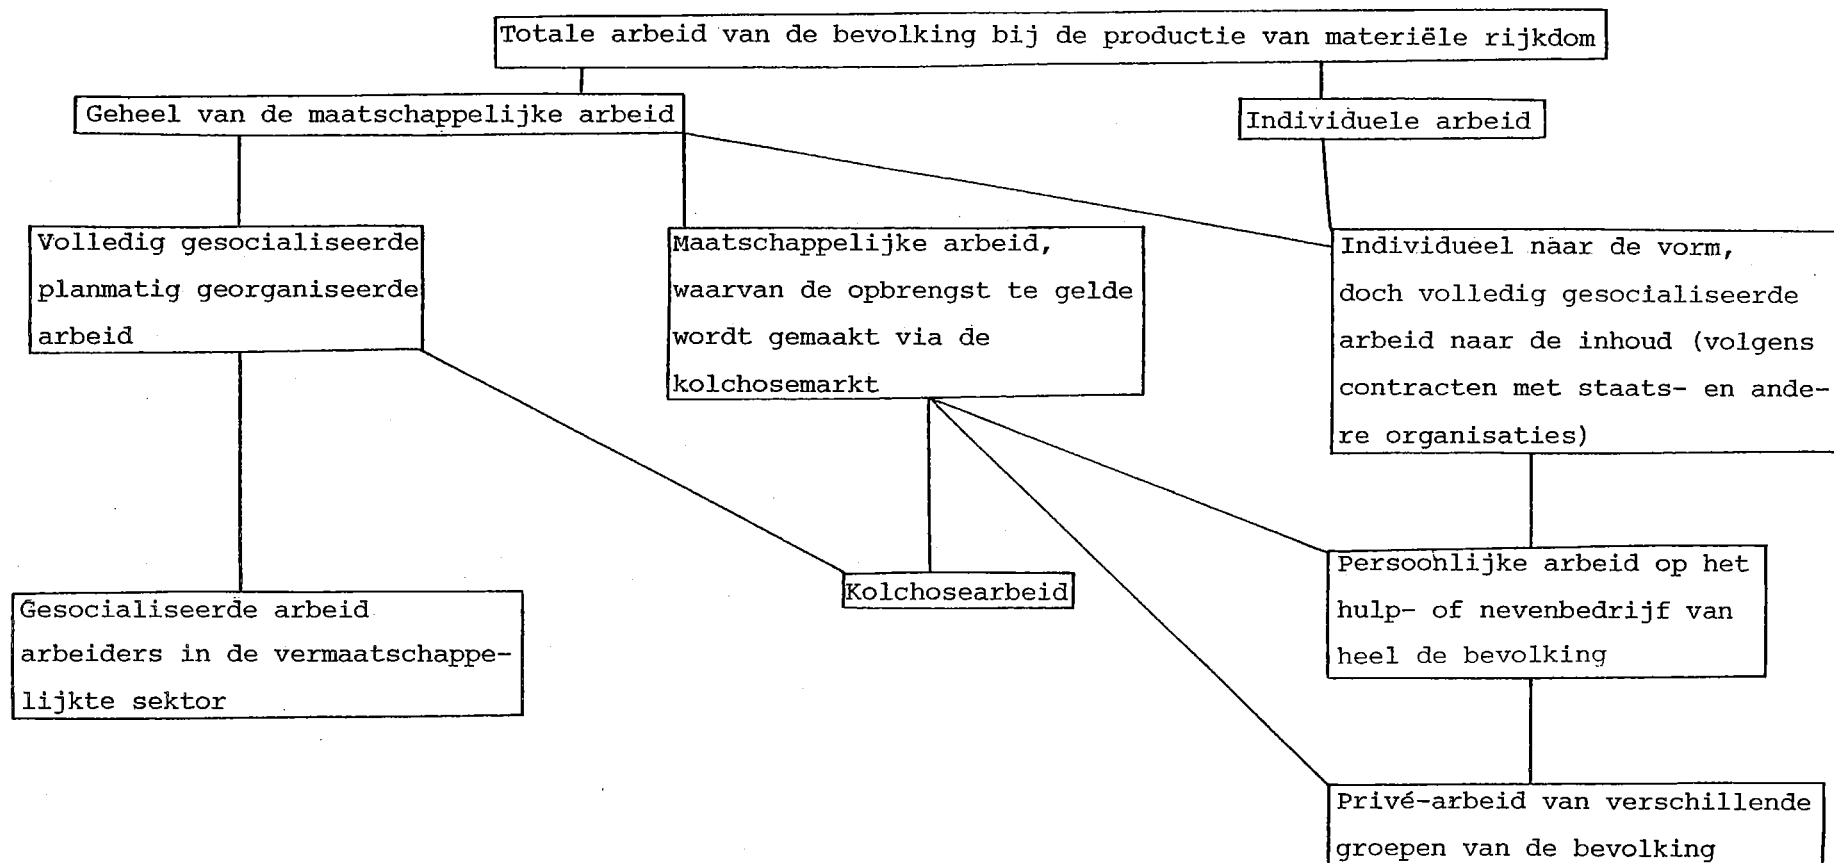 Totale arbeid van de bevolking bij de productie van materiële rijkdom
Geheel van de maatschappelijke arbeid
Individuele arbeid
Volledig gesocialiseerde
planmatig georganiseerde
arbeid
Maatschappelijke arbeid,
waarvan de opbrengst te gelde
wordt gemaakt via de
kolchosemarkt
Individueel naar de vorm,
doch volledig gesocialiseerde
arbeid naar de inhoud (volgens
contracten met staats- en ande-
re organisaties)
Gesocialiseerde arbeid
arbeiders in de vermaatschappe-
lijkte sektor
Kolchosearbeid
Persoonlijke arbeid op het
hulp- of nevenbedrijf van
heel de bevolking
Privé-arbeid van verschillende
groepen van de bevolking